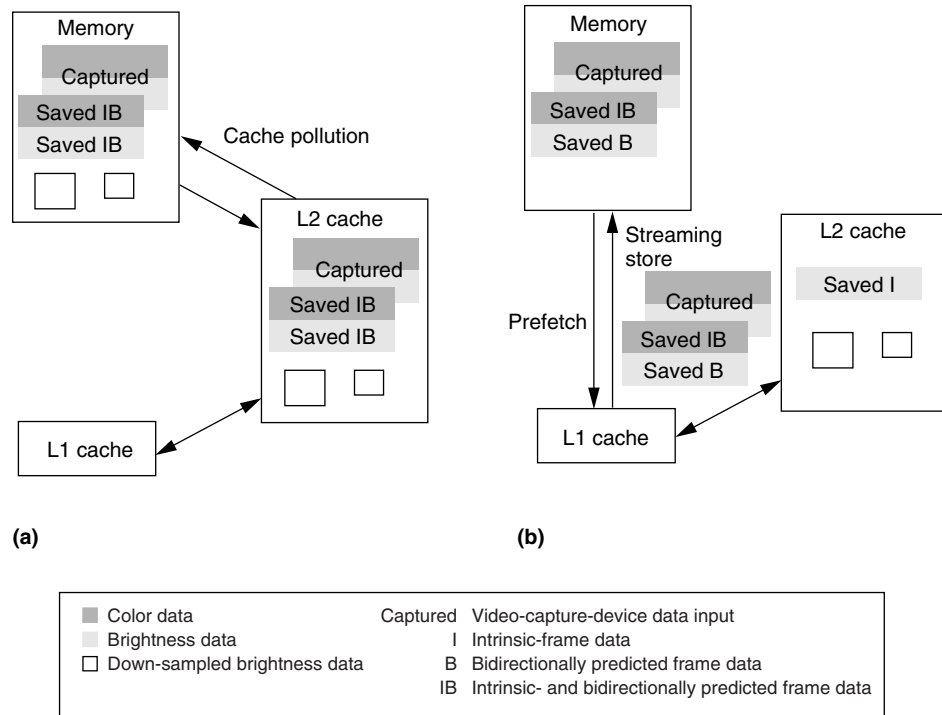 Memory
Captured
Saved IB
Saved IB
Cache pollution
L2 cache
Captured
Saved IB
Saved IB
L1 cache
(a)
Memory
Captured
Saved IB
Saved B
Streaming
store
Prefetch
Captured
Saved IB
Saved B
L2 cache
Saved I
L1 cache
(b)
Color data
Brightness data
Down-sampled brightness data
Captured Video-capture-device data input
I Intrinsic-frame data
B Bidirectionally predicted frame data
IB Intrinsic- and bidirectionally predicted frame data